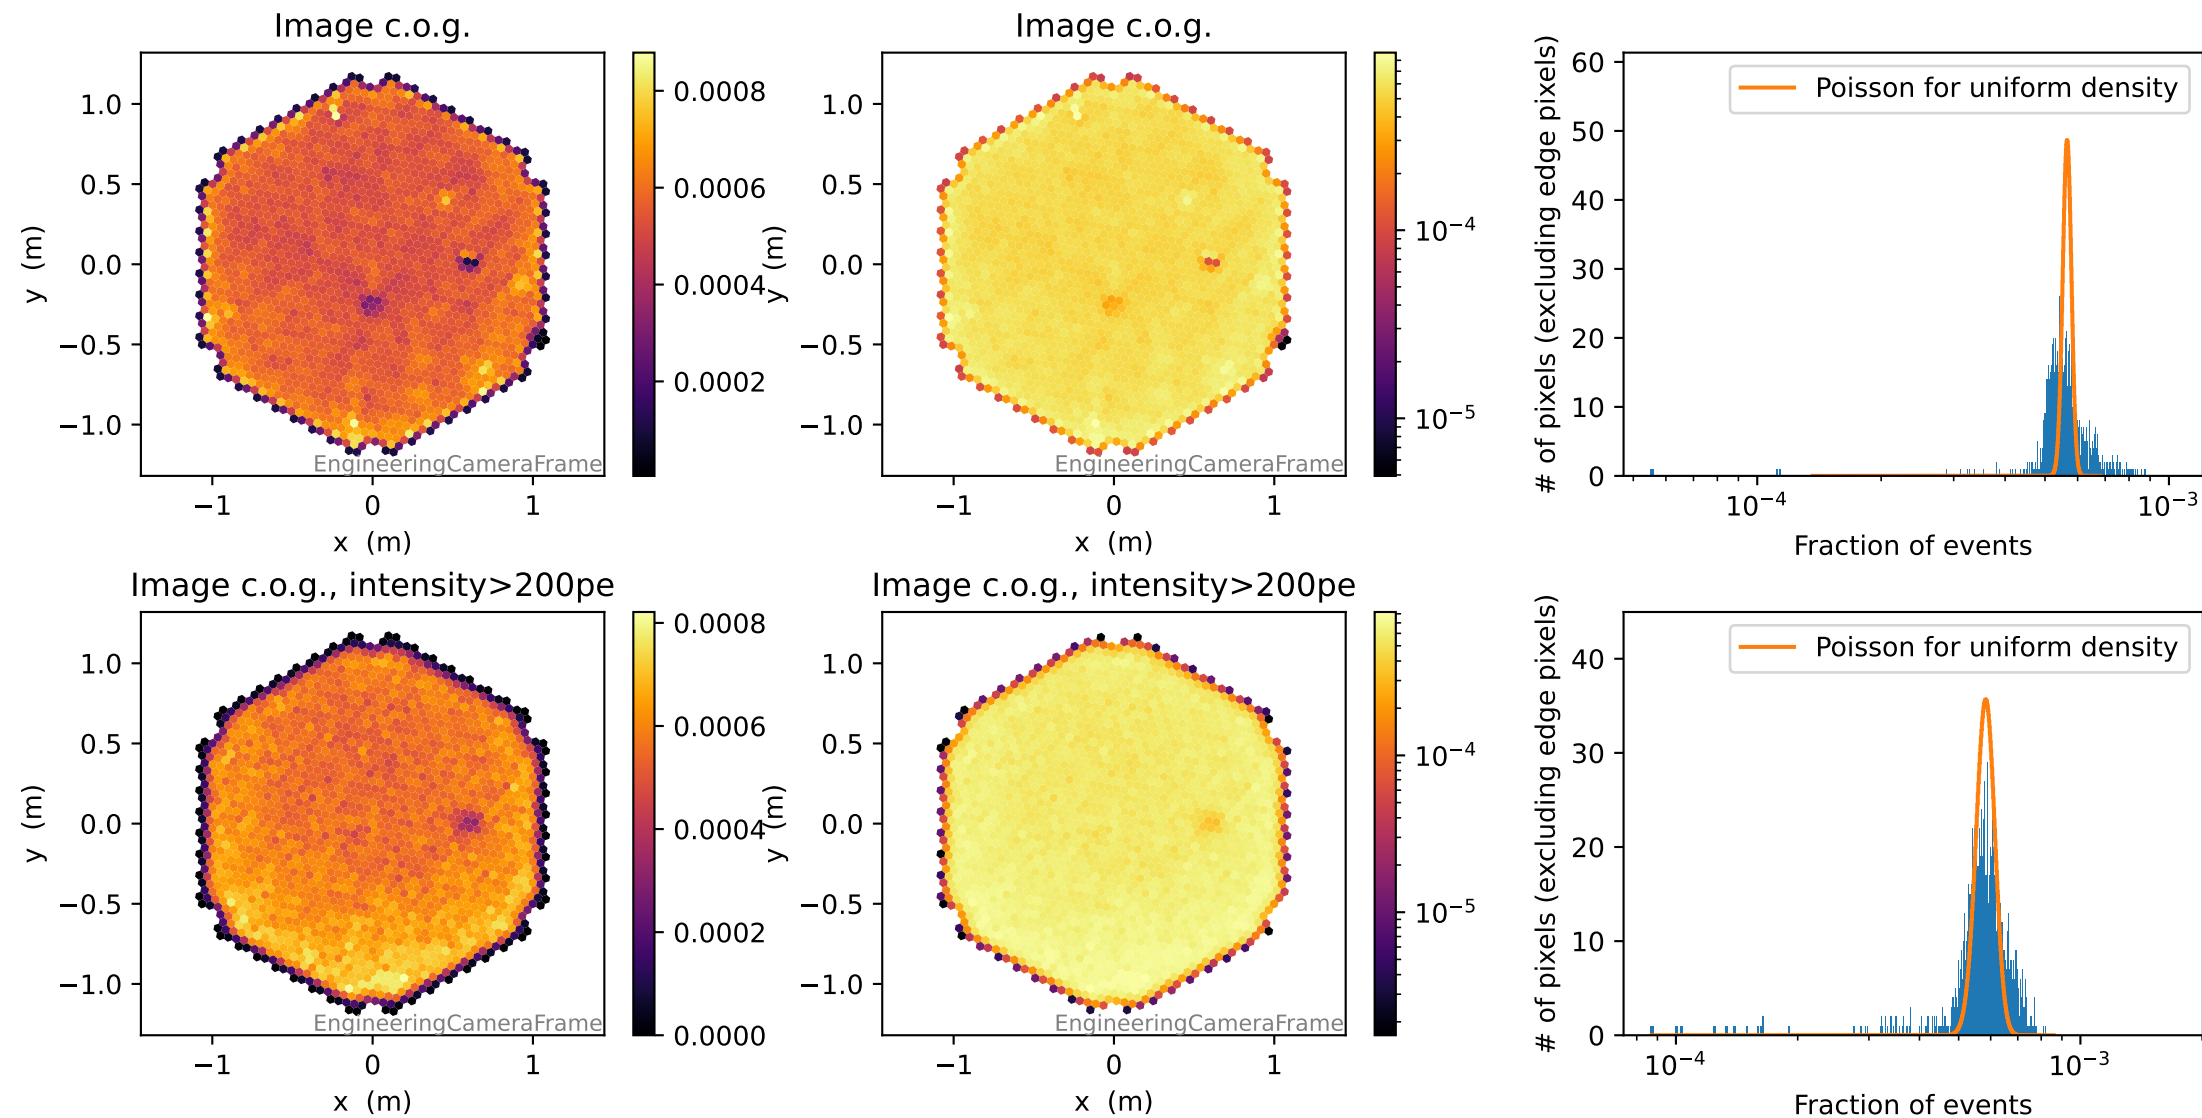 Image c.o.g.
1.0
0.5
0.0
−0.5
−1.0
y (m)
−1
0
1
x (m)
EngineeringCameraFrame
0.0008
0.0006
0.0004
0.0002
Image c.o.g.
1.0
0.5
0.0
−0.5
−1.0
y (m)
−1
0
1
x (m)
EngineeringCameraFrame
10−4
10−5
# of pixels (excluding edge pixels)
60
50
40
30
20
10
0
Poisson for uniform density
10−4
10−3
Fraction of events
Image c.o.g., intensity>200pe
1.0
0.5
0.0
−0.5
−1.0
y (m)
−1
0
1
x (m)
EngineeringCameraFrame
0.0008
0.0006
0.0004
0.0002
0.0000
Image c.o.g., intensity>200pe
1.0
0.5
0.0
−0.5
−1.0
y (m)
−1
0
1
x (m)
EngineeringCameraFrame
10−4
10−5
# of pixels (excluding edge pixels)
40
30
20
10
0
Poisson for uniform density
10−4
10−3
Fraction of events